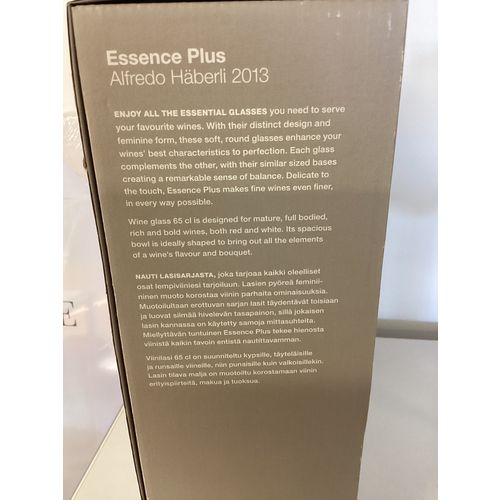 Essence Plus
Alfredo Häberli 2013
ENJOY ALL THE ESSENTIAL GLASSES you need to serve
your favourite wines. With their distinct design and
feminine form, these soft, round glasses enhance your
wines' best characteristics to perfection. Each glass
complements the other, with their similar sized bases
creating a remarkable sense of balance. Delicate to
the touch, Essence Plus makes fine wines even finer,
in every way possible.
Wine glass 65 cl is designed for mature, full bodied,
rich and bold wines, both red and white. Its spacious
bowl is ideally shaped to bring out all the elements
of a wine's flavour and bouquet.
NAUTI LASISARJASTA, joka tarjoaa kaikki oleelliset
osat lempiviiniesi tarjoiluun. Lasien pyöreä feminii-
ninen muoto korostaa viinin parhaita ominaisuuksia.
Muotoilultaan erottuvan sarjan lasit täydentävät toisiaan
ja luovat silmää hivelevän tasapainon, sillä jokaisen
lasin kannassa on käytetty samoja mittasuhteita.
Miellyttävän tuntuinen Essence Plus tekee hienosta
viinistä kaikin tavoin entistä nautittavamman.
Viinilasi 65 cl on suunniteltu kypsille, täyteläisille
ja runsaille viineille, niin punaisille kuin valkoisillekin.
Lasin tilava malja on muotoiltu korostamaan viinin
erityispiirteitä, makua ja tuoksua.
E